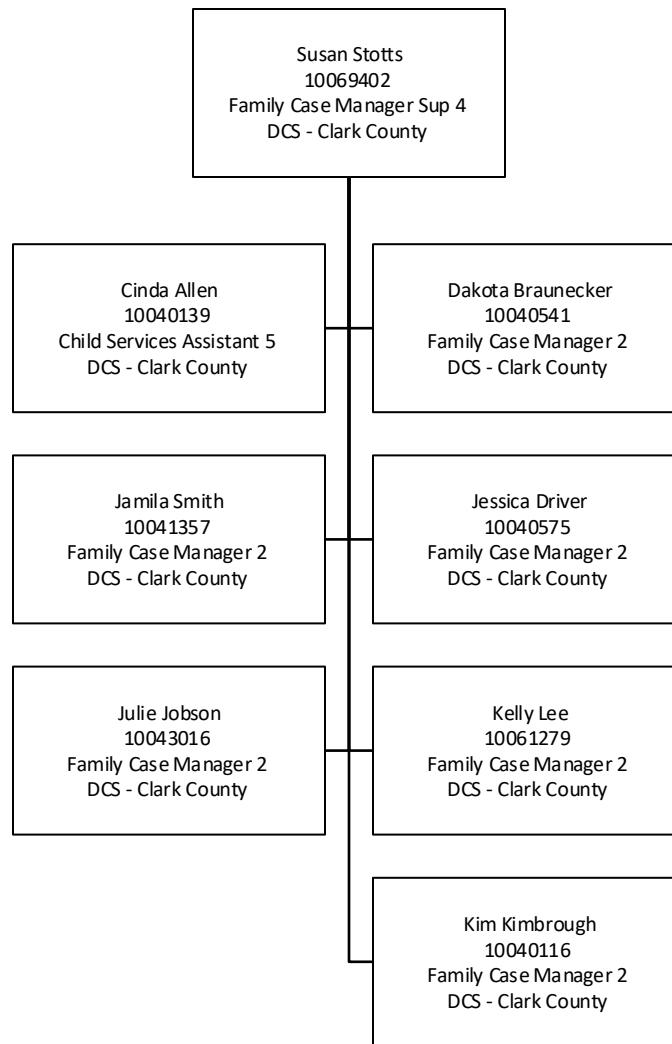 Susan Stotts
10069402
Family Case Manager Sup 4
DCS - Clark County
Cinda Allen
10040139
Child Services Assistant 5
DCS - Clark County
Dakota Braunecker
10040541
Family Case Manager 2
DCS - Clark County
Jamila Smith
10041357
Family Case Manager 2
DCS - Clark County
Jessica Driver
10040575
Family Case Manager 2
DCS - Clark County
Julie Jobson
10043016
Family Case Manager 2
DCS - Clark County
Kelly Lee
10061279
Family Case Manager 2
DCS - Clark County
Kim Kimbrough
10040116
Family Case Manager 2
DCS - Clark County